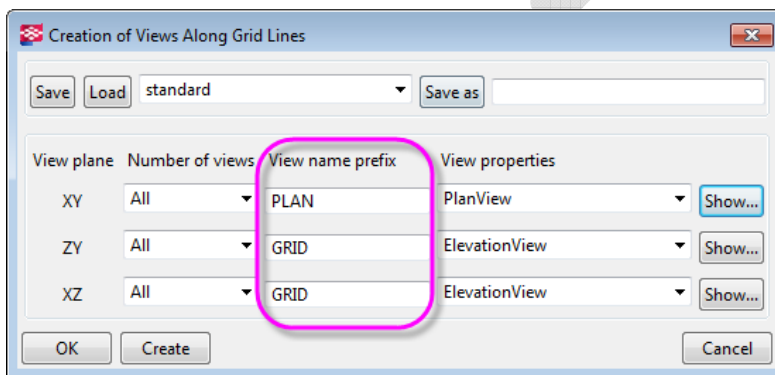 Creation of Views Along Grid Lines
Save Load standard Save as
View plane Number of views View name prefix View properties
XY All PLAN PlanView Show...
ZY All GRID ElevationView Show...
XZ All GRID ElevationView Show...
OK Create Cancel